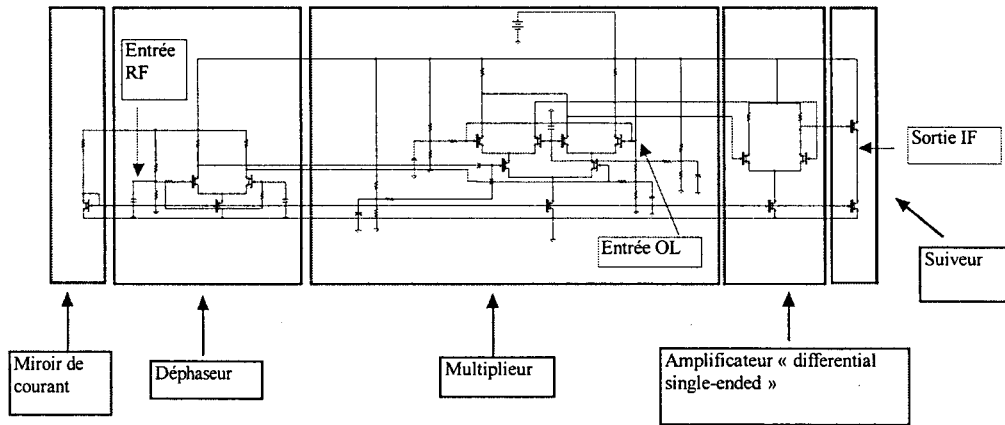 Entrée
RF
Sortie IF
Entrée OL
Suiveur
Miroir de
courant
Déphaseur
Multiplieur
Amplificateur « differential
single-ended »